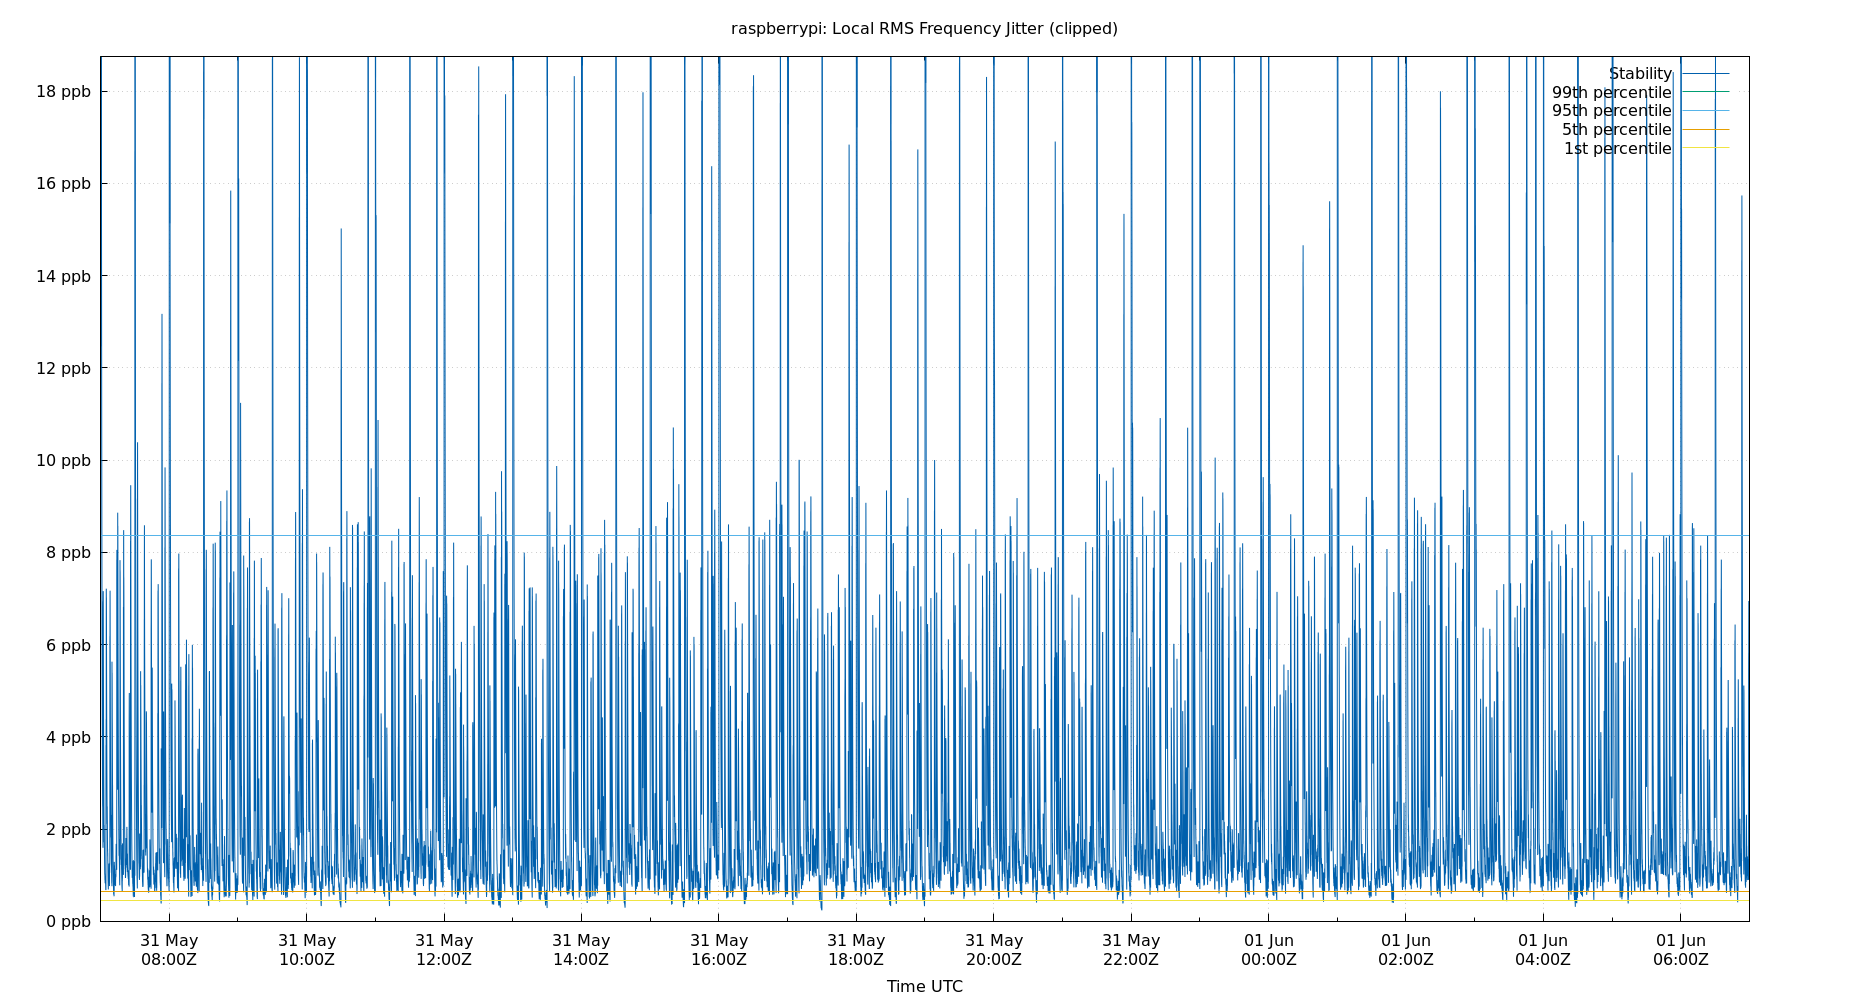 raspberrypi: Local RMS Frequency Jitter (clipped)
Stability
99th percentile
95th percentile
5th percentile
1st percentile
18 ppb
16 ppb
14 ppb
12 ppb
10 ppb
8 ppb
6 ppb
4 ppb
2 ppb
0 ppb
31 May 31 May 31 May 31 May 31 May 31 May 31 May 31 May 01 Jun 01 Jun 01 Jun 01 Jun
08:00Z 10:00Z 12:00Z 14:00Z 16:00Z 18:00Z 20:00Z 22:00Z 00:00Z 02:00Z 04:00Z 06:00Z
Time UTC